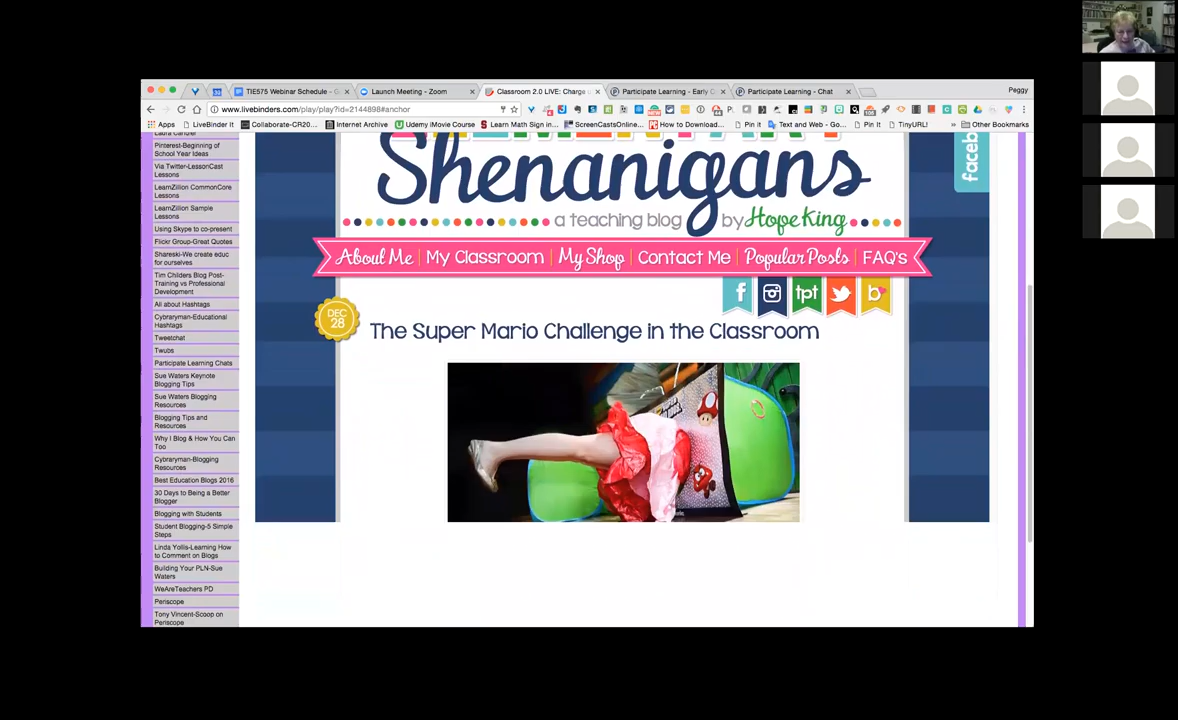 TIE575 Webinar Schedule - G
Launch Meeting - Zoom
Classroom 2.0 LIVE: Charge u
Participate Learning - Early C
Participate Learning - Chat
Peggy
www.livebinders.com/play/play?id=2144898#anchor
Apps
LiveBinder It
Collaborate-CR20...
Internet Archive
Udemy iMovie Course
Learn Math Sign in...
ScreenCastsOnline...
How to Download...
Pin it
Text and Web - Go...
Pin It
TinyURL!
» Other Bookmarks
Laura Candler
Pinterest-Beginning of
School Year Ideas
Via Twitter-LessonCast
Lessons
LearnZillion CommonCore
Lessons
LearnZillion Sample
Lessons
Using Skype to co-present
Flickr Group-Great Quotes
Shareski-We create educ
for ourselves.
Tim Childers Blog Post-
Training vs Professional
Development
All about Hashtags
Cybraryman-Educational
Hashtags
Tweetchat
Twubs
Participate Learning Chats
Sue Waters Keynote
Blogging Tips
Sue Waters Blogging
Resources
Blogging Tips and
Resources
Why I Blog & How You Can
Too
Cybraryman-Blogging
Resources
Best Education Blogs 2016
30 Days to Being a Better
Blogger
Blogging with Students
Student Blogging-5 Simple
Steps
Linda Yollis-Learning How
to Comment on Blogs
Building Your PLN-Sue
Waters
WeAreTeachers PD
Periscope
Tony Vincent-Scoop on
Periscope
Shenanigans
a teaching blog by Hope King
faceb
About Me | My Classroom | My Shop | Contact Me | Popular Posts | FAQ's
f
tpt
b
DEC
28
The Super Mario Challenge in the Classroom